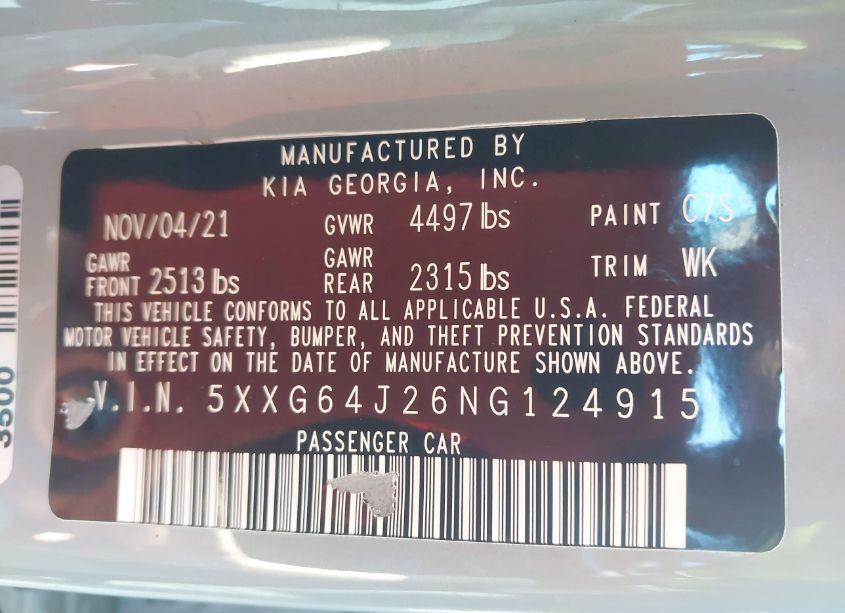 MANUFACTURED BY
KIA GEORGIA, INC.
NOV/04/21 GVWR 4497 lbs PAINT C7S
GAWR FRONT 2513 lbs GAWR REAR 2315 lbs TRIM WK
THIS VEHICLE CONFORMS TO ALL APPLICABLE U.S.A. FEDERAL
MOTOR VEHICLE SAFETY, BUMPER, AND THEFT PREVENTION STANDARDS
IN EFFECT ON THE DATE OF MANUFACTURE SHOWN ABOVE.
V.I.N. 5XXG64J26NG124915
PASSENGER CAR
3500